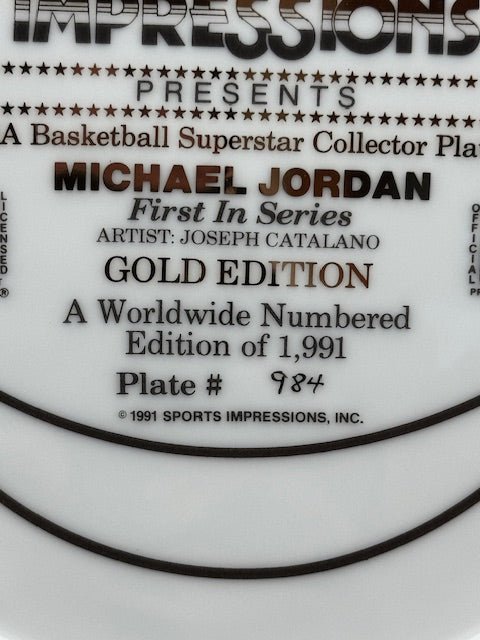 IMPRESSIONS
PRESENTS
A Basketball Superstar Collector Pla
MICHAEL JORDAN
First In Series
ARTIST: JOSEPH CATALANO
GOLD EDITION
A Worldwide Numbered
Edition of 1,991
Plate # 984
© 1991 SPORTS IMPRESSIONS, INC.
LICENSED
OFFICIAL